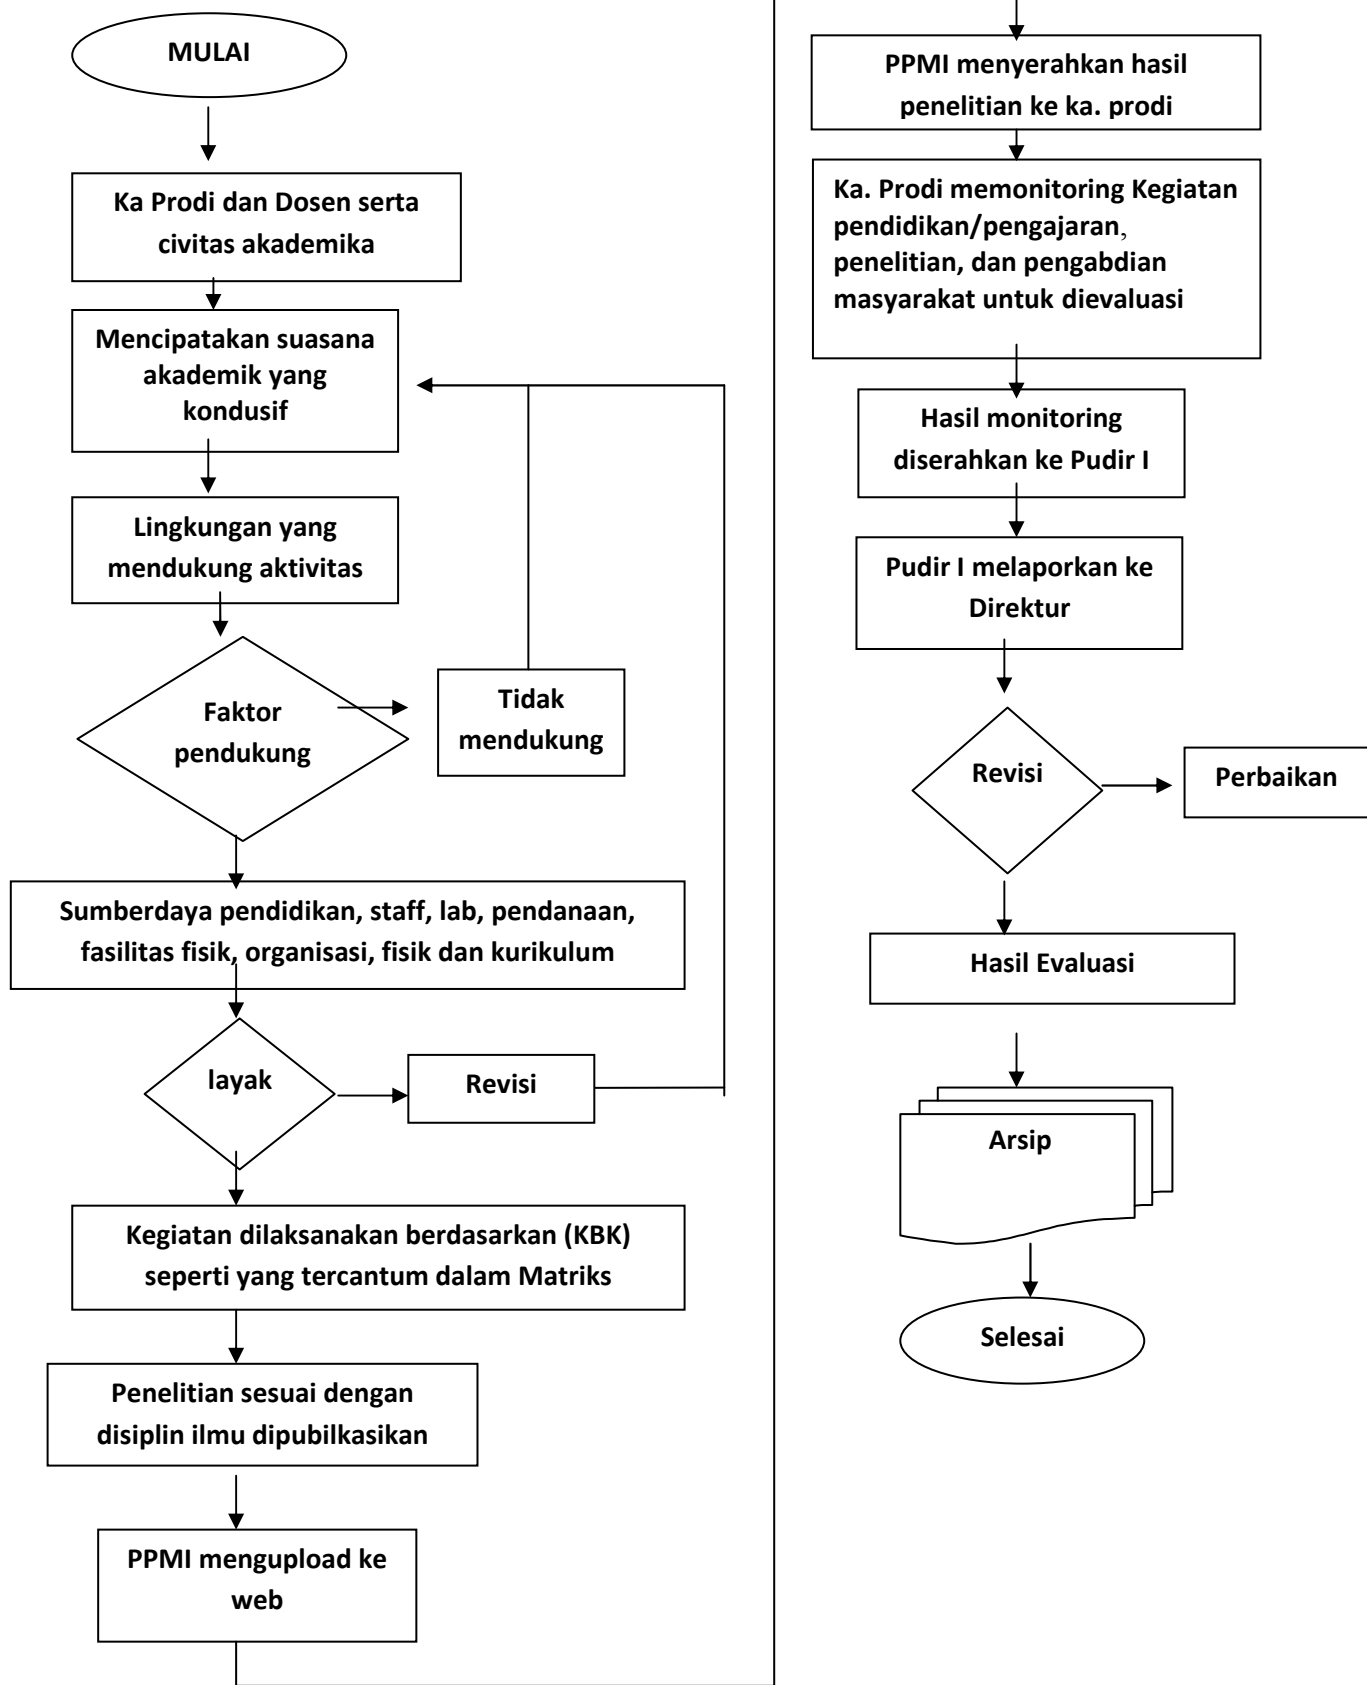 MULAI
Ka Prodi dan Dosen serta
civitas akademika
Mencipatakan suasana
akademik yang
kondusif
Lingkungan yang
mendukung aktivitas
Faktor
pendukung
Tidak
mendukung
Sumberdaya pendidikan, staff, lab, pendanaan,
fasilitas fisik, organisasi, fisik dan kurikulum
layak
Revisi
Kegiatan dilaksanakan berdasarkan (KBK)
seperti yang tercantum dalam Matriks
Penelitian sesuai dengan
disiplin ilmu dipubilkasikan
PPMI mengupload ke
web
PPMI menyerahkan hasil
penelitian ke ka. prodi
Ka. Prodi memonitoring Kegiatan
pendidikan/pengajaran,
penelitian, dan pengabdian
masyarakat untuk dievaluasi
Hasil monitoring
diserahkan ke Pudir I
Pudir I melaporkan ke
Direktur
Revisi
Perbaikan
Hasil Evaluasi
Arsip
Selesai